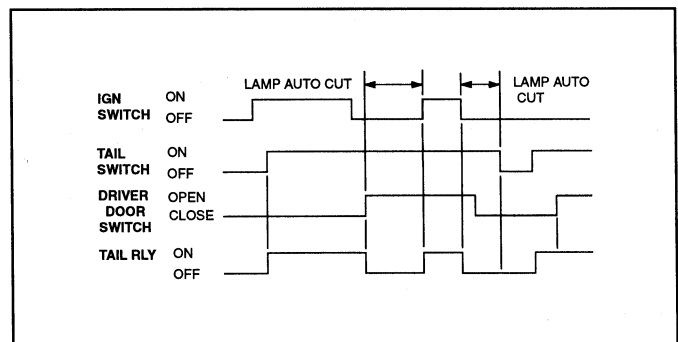 LAMP AUTO CUT
LAMP AUTO
CUT
IGN
SWITCH
ON
OFF
TAIL
SWITCH
ON
OFF
DRIVER
DOOR
SWITCH
OPEN
CLOSE
TAIL RLY
ON
OFF